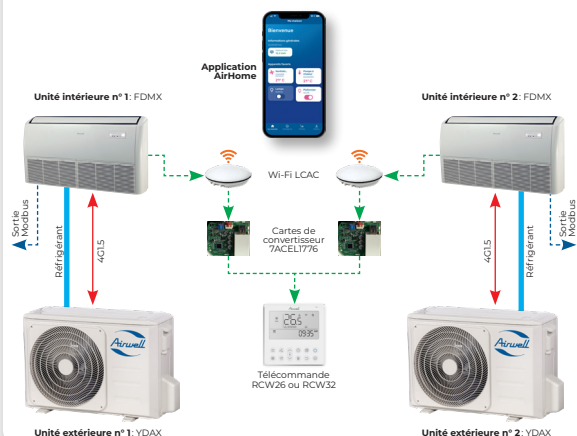 Bienvenue
Application
AirHome
Unité intérieure n° 1: FDMX
Unité intérieure n° 2: FDMX
Wi-Fi LCAC
Sortie
Modbus
Réfrigérant
4G1.5
Cartes de
convertisseur
7ACEL1776
4G1.5
Réfrigérant
Sortie
Modbus
Airwell
Airwell
Télécommande
RCW26 ou RCW32
Unité extérieure n° 1: YDAX
Unité extérieure n° 2: YDAX